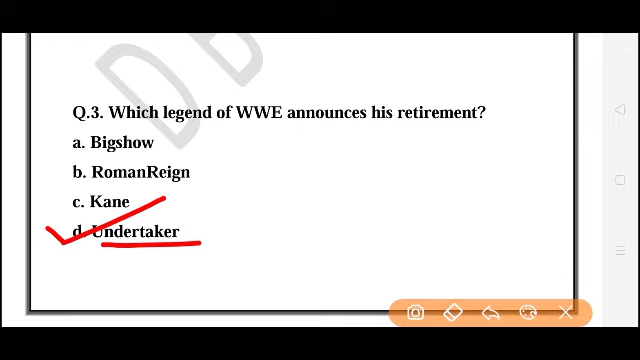 Q.3. Which legend of WWE announces his retirement?
a. Bigshow
b. RomanReign
c. Kane
d. Undertaker